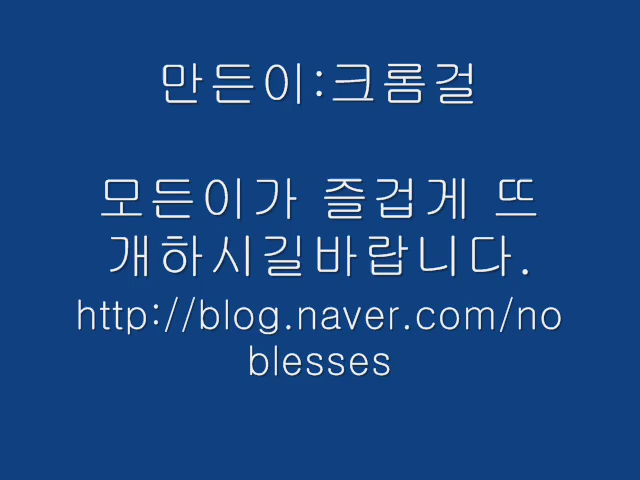 만든이:크롬걸
모든이가 즐겁게 뜨
개하시길바랍니다.
http://blog.naver.com/no
blesses